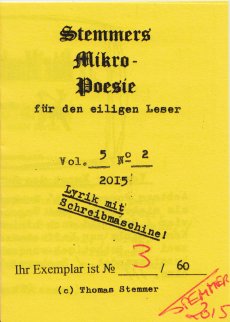 Stemmers
Mikro-
Poesie
für den eiligen Leser
Vol. 5 № 2
2015
Lyrik mit
Schreibmaschine!
Ihr Exemplar ist № 3 / 60
(c) Thomas Stemmer
STEMMER
2015